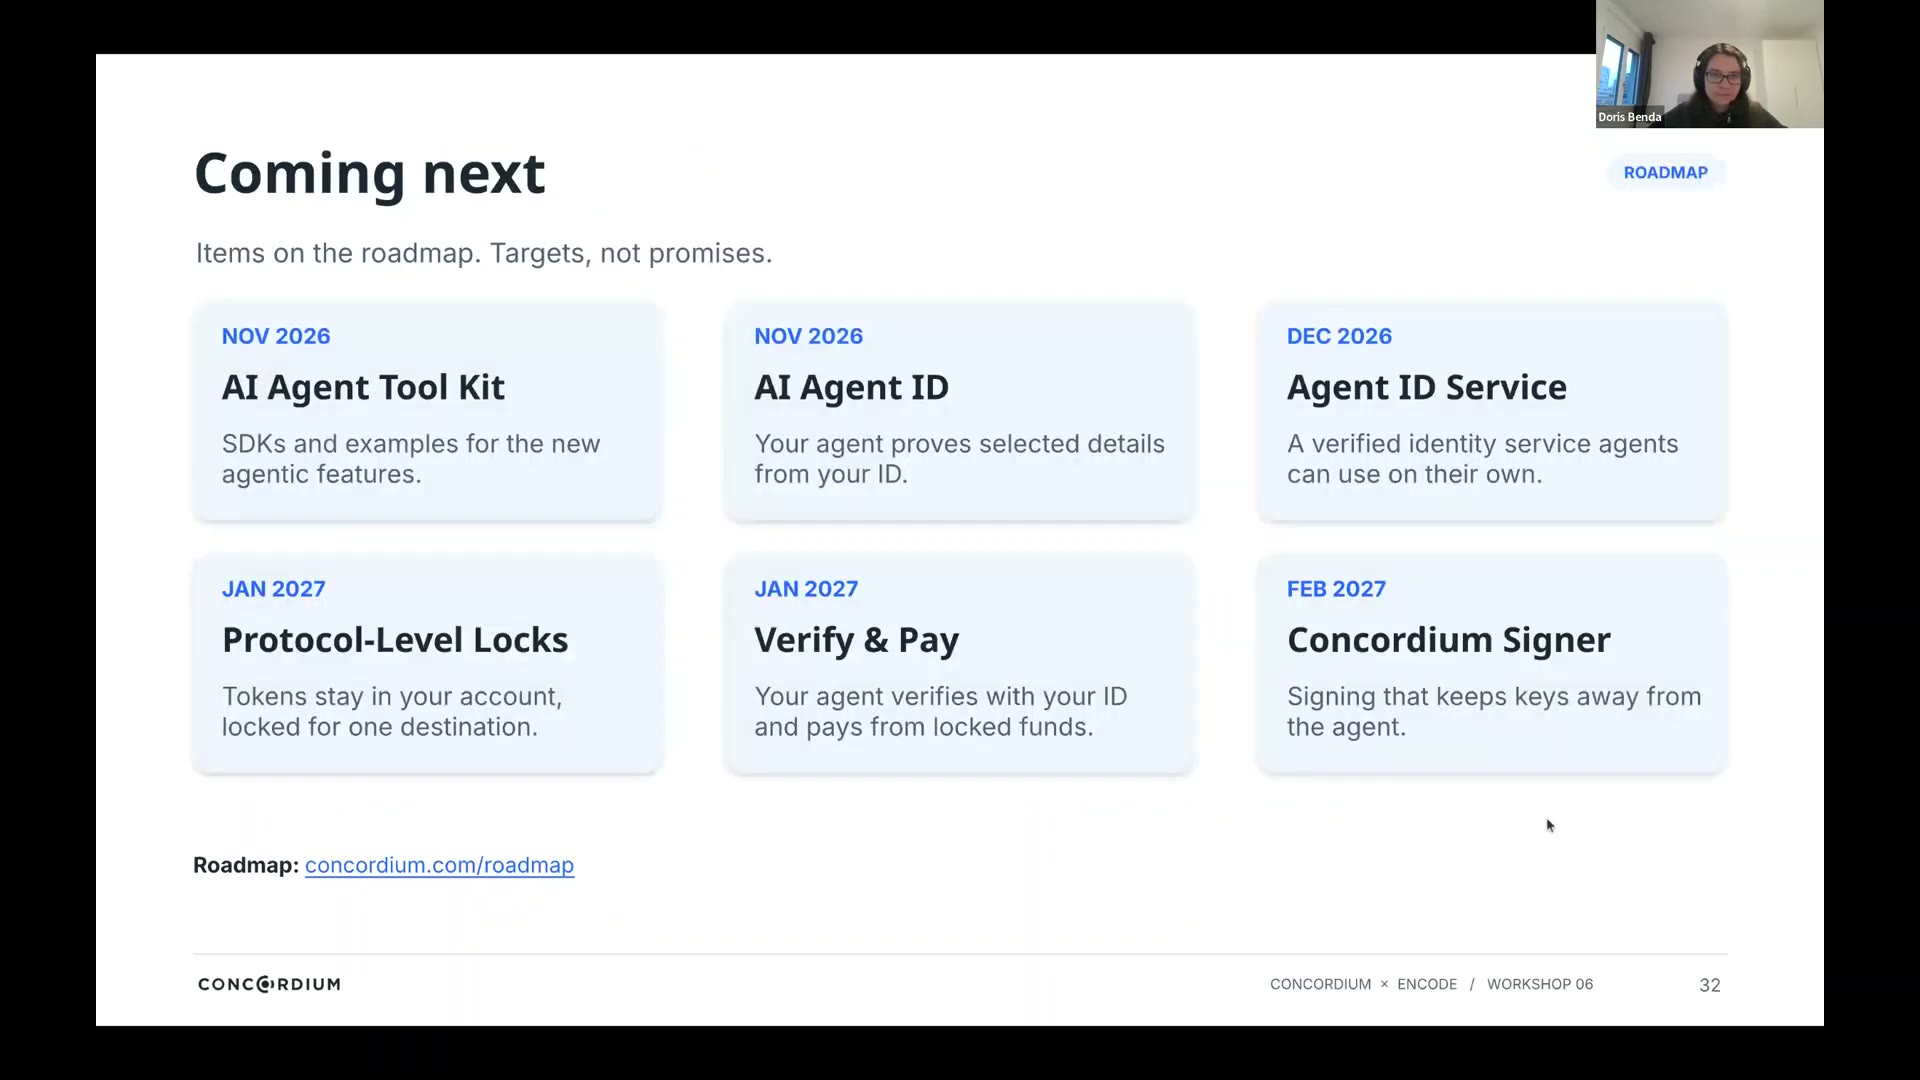 Doris Benda
Coming next
ROADMAP
Items on the roadmap. Targets, not promises.
NOV 2026
AI Agent Tool Kit
SDKs and examples for the new
agentic features.
NOV 2026
AI Agent ID
Your agent proves selected details
from your ID.
DEC 2026
Agent ID Service
A verified identity service agents
can use on their own.
JAN 2027
Protocol-Level Locks
Tokens stay in your account,
locked for one destination.
JAN 2027
Verify & Pay
Your agent verifies with your ID
and pays from locked funds.
FEB 2027
Concordium Signer
Signing that keeps keys away from
the agent.
Roadmap: concordium.com/roadmap
CONCORDIUM
CONCORDIUM × ENCODE / WORKSHOP 06
32